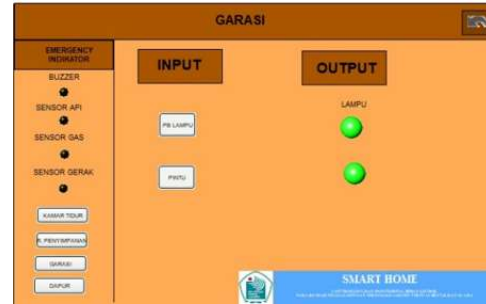 GARASI
EMERGENCY
INDIKATOR
BUZZER
SENSOR API
SENSOR GAS
SENSOR GERAK
KAMAR TIDUR
R. PENYIMPANAN
GARASI
DAPUR
INPUT
PB LAMPU
PINTU
OUTPUT
LAMPU
SMART HOME